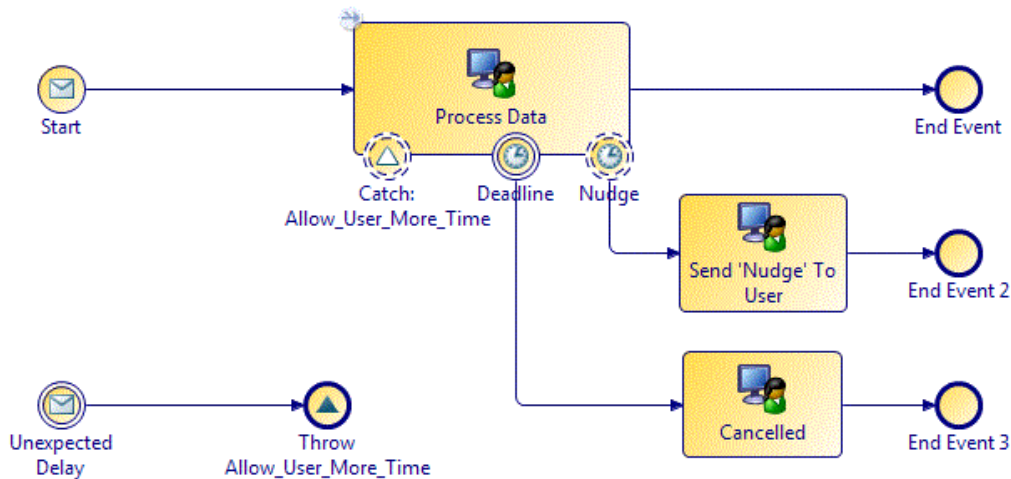 Process Data
Start
End Event
Catch:
Allow_User_More_Time
Deadline
Nudge
Send 'Nudge' To
User
End Event 2
Unexpected
Delay
Throw
Allow_User_More_Time
Cancelled
End Event 3